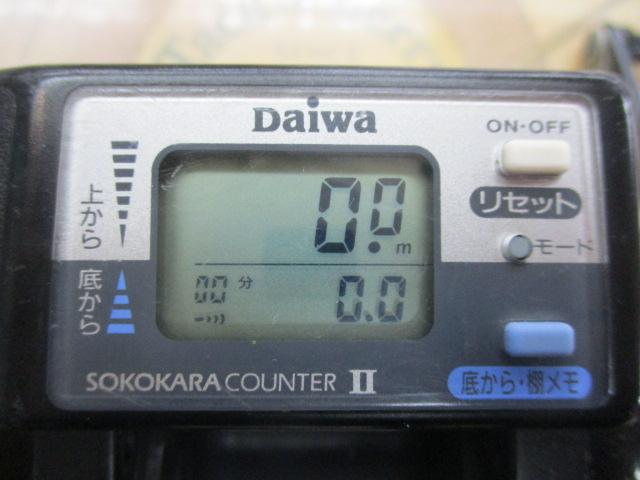 Daiwa
ON・OFF
リセット
モード
上から
底から
0.0 m
00 分
0.0
SOKOKARA COUNTER II
底から・棚メモ